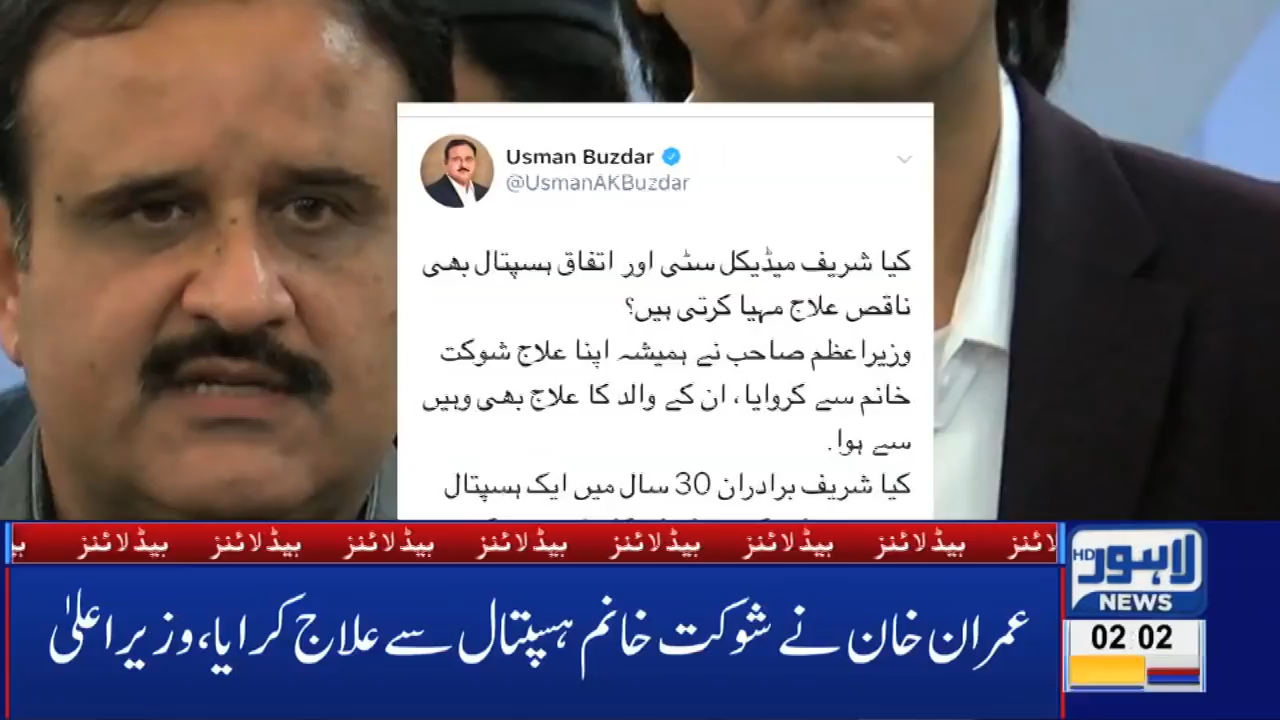 Usman Buzdar
@UsmanAKBuzdar
کیا شریف میڈیکل سٹی اور اتفاق ہسپتال بھی
ناقص علاج مہیا کرتی ہیں؟
وزیراعظم صاحب نے ہمیشہ اپنا علاج شوکت
خانم سے کروایا، ان کے والد کا علاج بھی وہیں
سے ہوا.
کیا شریف برادران 30 سال میں ایک ہسپتال
ہیڈلائنز ہیڈلائنز ہیڈلائنز ہیڈلائنز ہیڈلائنز ہیڈلائنز ہیڈلائنز
عمران خان نے شوکت خانم ہسپتال سے علاج کرایا، وزیراعلیٰ
لاہور HD
NEWS
02:02